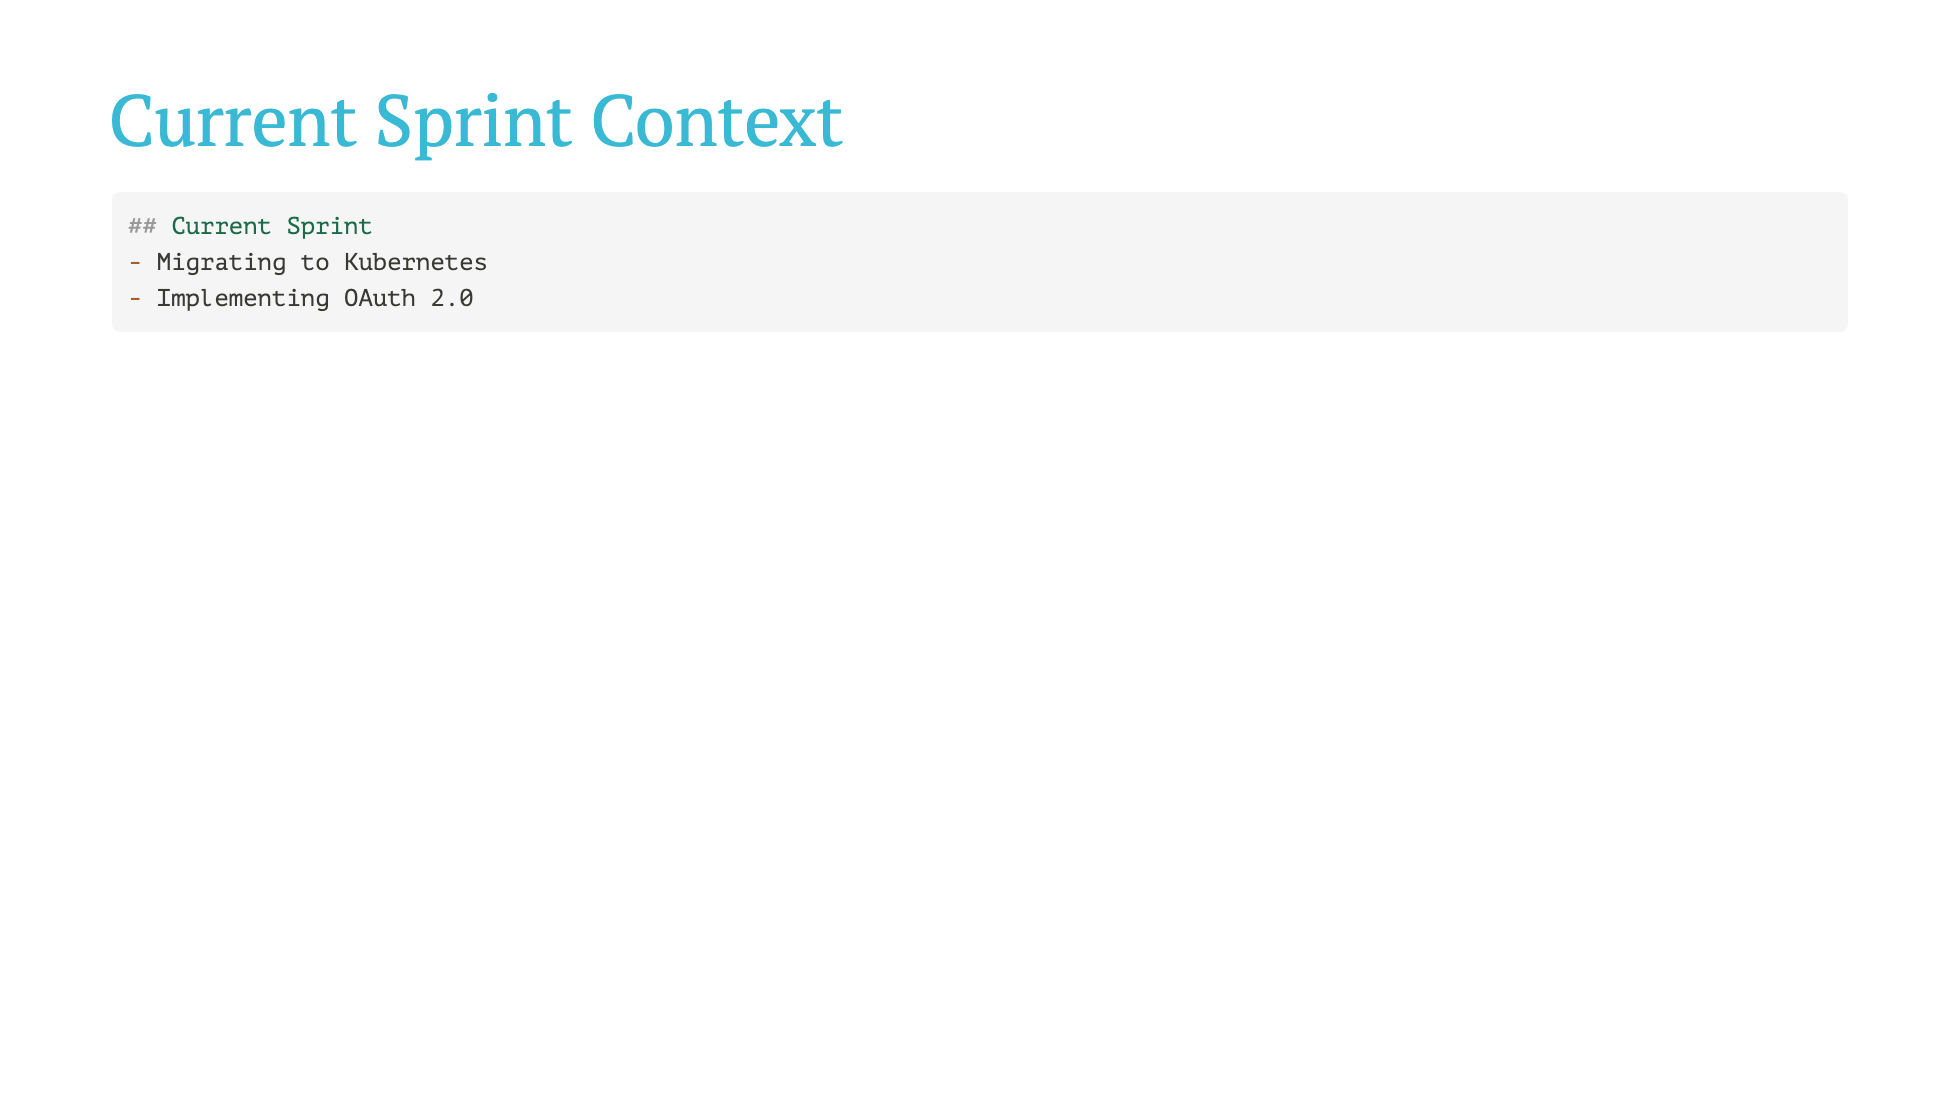 Current Sprint Context
## Current Sprint
- Migrating to Kubernetes
- Implementing OAuth 2.0